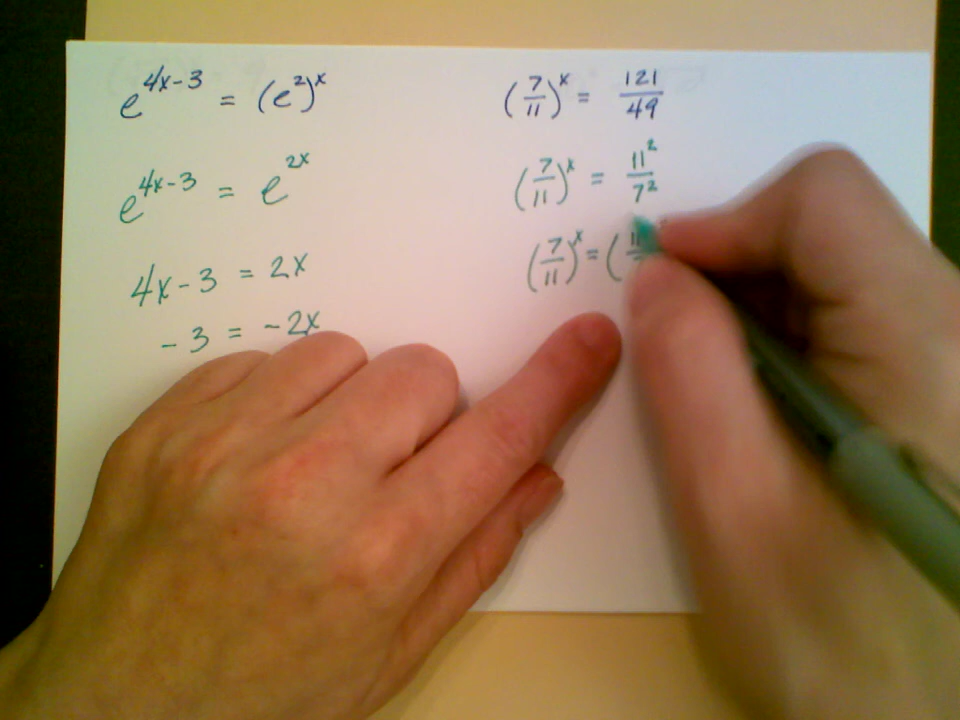 e^{4x-3} = (e^2)^x
e^{4x-3} = e^{2x}
4x-3 = 2x
-3 = -2x
(7/11)^x = 121/49
(7/11)^x = 11^2/7^2
(7/11)^x = (11